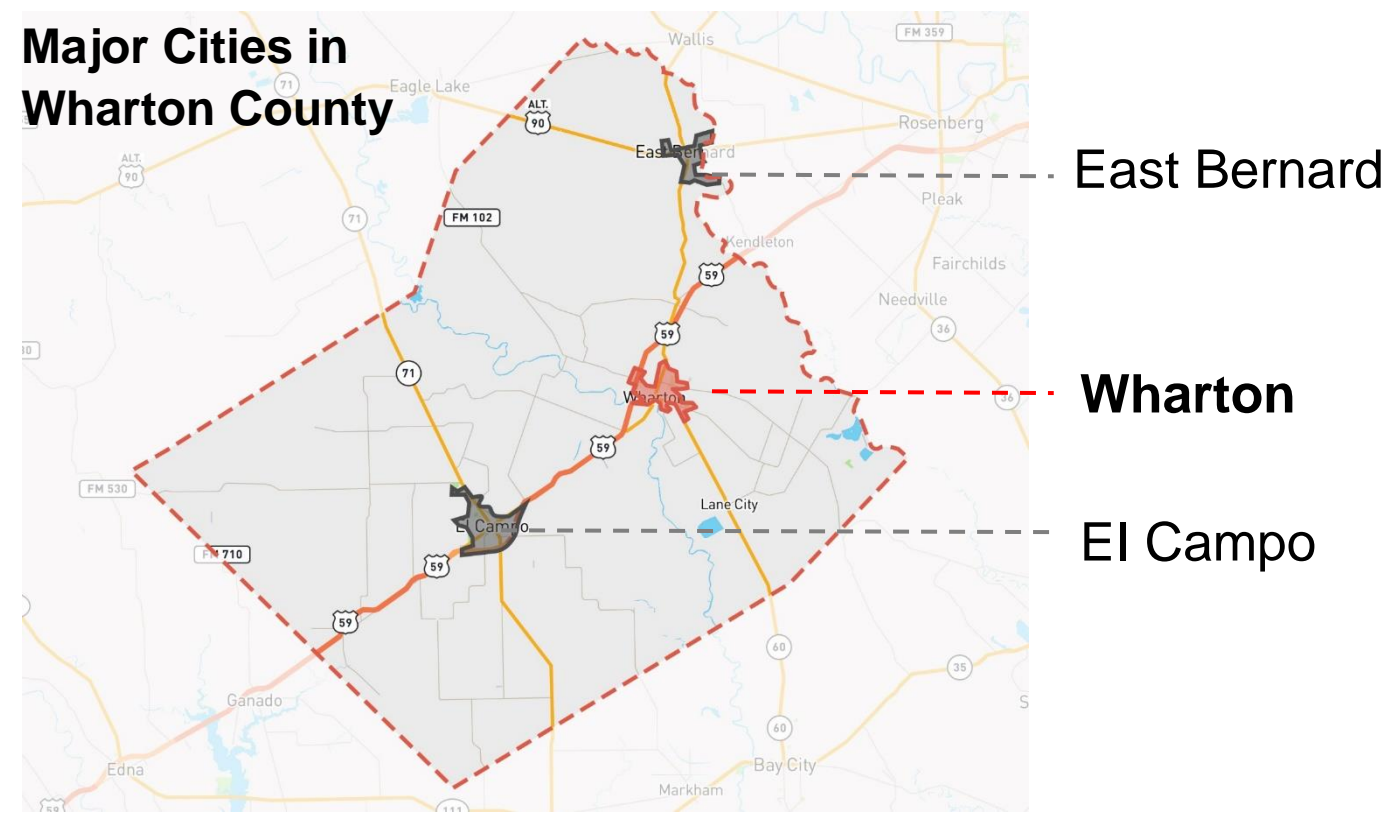 Major Cities in
Wharton County
Wallis
FM 359
71
Eagle Lake
ALT.
90
Rosenberg
East Bernard
East Bernard
ALT.
90
Pleak
71
FM 102
Kendleton
Fairchilds
59
Needville
36
59
71
Wharton
Wharton
36
59
FM 530
Lane City
El Campo
El Campo
FM 710
59
59
60
35
Ganado
60
Edna
Bay City
Markham
59
111